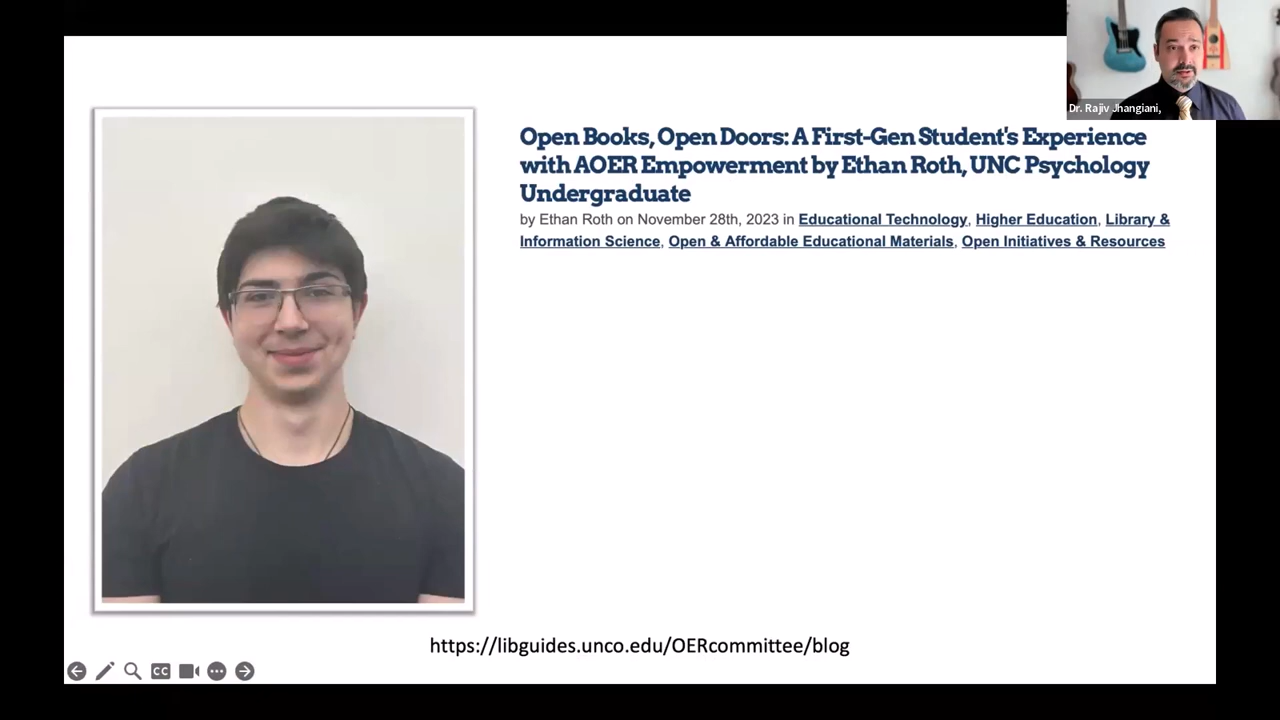 Dr. Rajiv Jhangiani,
Open Books, Open Doors: A First-Gen Student's Experience
with AOER Empowerment by Ethan Roth, UNC Psychology
Undergraduate
by Ethan Roth on November 28th, 2023 in Educational Technology, Higher Education, Library &
Information Science, Open & Affordable Educational Materials, Open Initiatives & Resources
https://libguides.unco.edu/OERcommittee/blog
CC